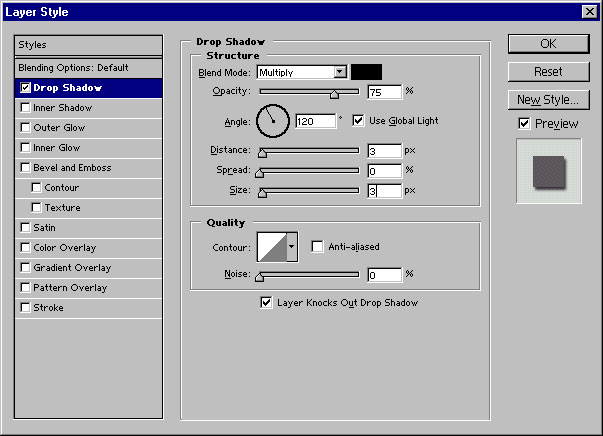 Layer Style
Styles
Blending Options: Default
Drop Shadow
Inner Shadow
Outer Glow
Inner Glow
Bevel and Emboss
Contour
Texture
Satin
Color Overlay
Gradient Overlay
Pattern Overlay
Stroke
Drop Shadow
Structure
Blend Mode: Multiply
Opacity: 75 %
Angle: 120 ° Use Global Light
Distance: 3 px
Spread: 0 %
Size: 3 px
Quality
Contour: Anti-aliased
Noise: 0 %
Layer Knocks Out Drop Shadow
OK
Reset
New Style...
Preview